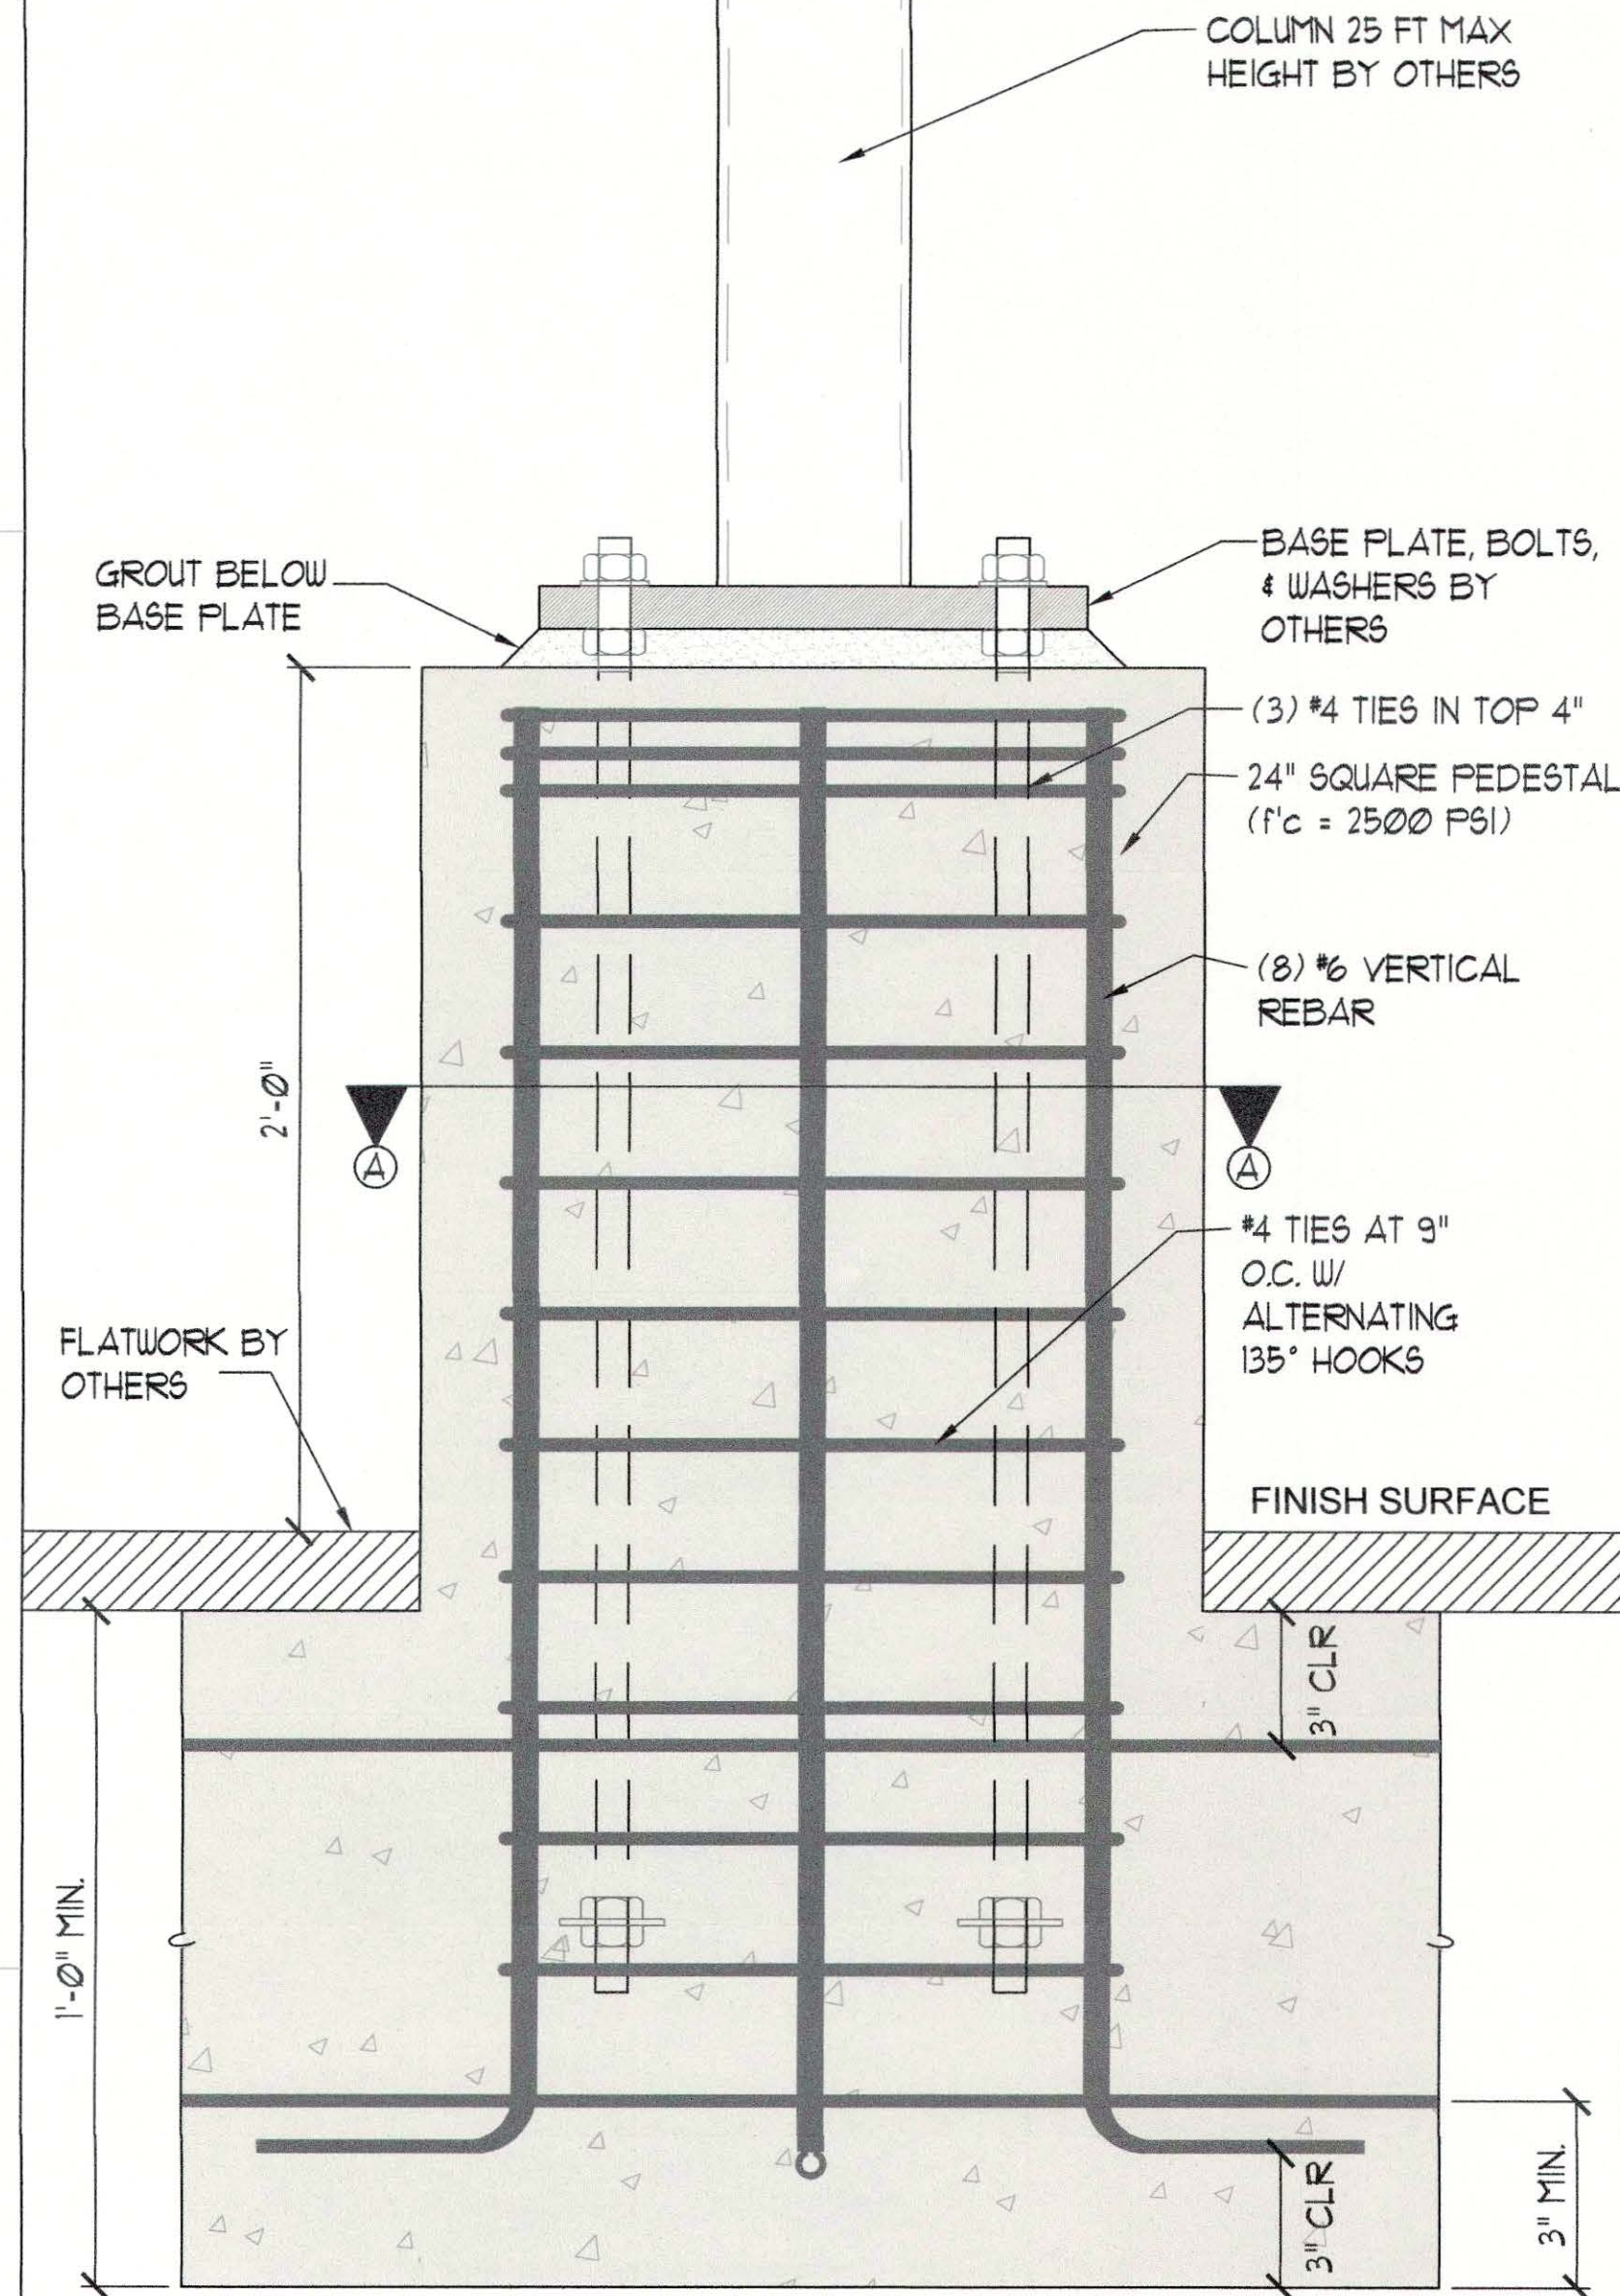 COLUMN 25 FT MAX
HEIGHT BY OTHERS
GROUT BELOW
BASE PLATE
BASE PLATE, BOLTS,
& WASHERS BY
OTHERS
(3) #4 TIES IN TOP 4"
24" SQUARE PEDESTAL
(f'c = 2500 PSI)
(8) #6 VERTICAL
REBAR
2'-0"
A
A
#4 TIES AT 9"
O.C. W/
ALTERNATING
135° HOOKS
FLATWORK BY
OTHERS
FINISH SURFACE
3" CLR
1'-0" MIN.
3" CLR
3" MIN.